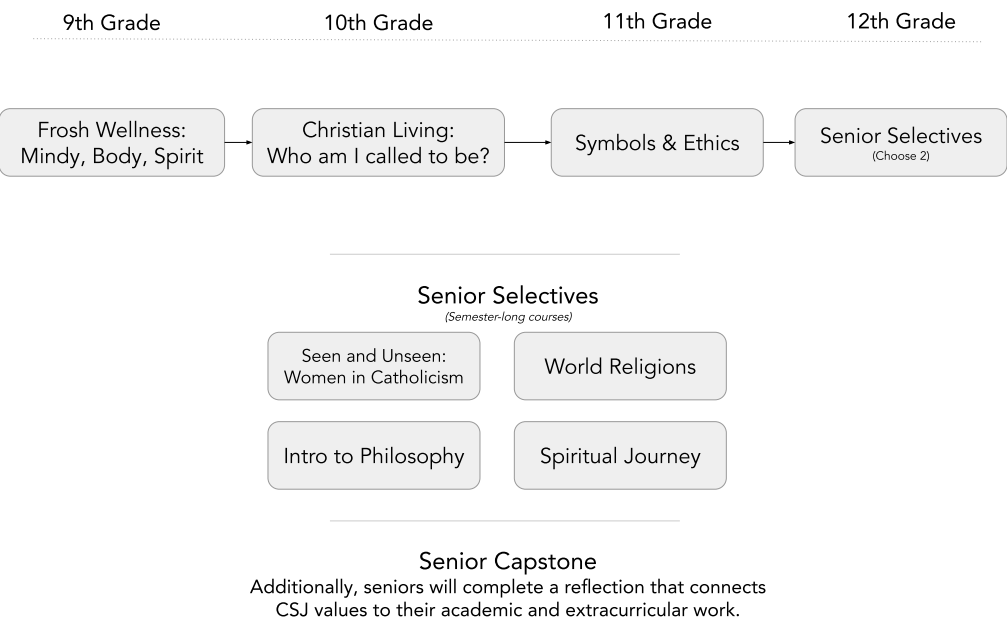 9th Grade
10th Grade
11th Grade
12th Grade
Frosh Wellness:
Mindy, Body, Spirit
Christian Living:
Who am I called to be?
Symbols & Ethics
Senior Selectives
(Choose 2)
Senior Selectives
(Semester-long courses)
Seen and Unseen:
Women in Catholicism
World Religions
Intro to Philosophy
Spiritual Journey
Senior Capstone
Additionally, seniors will complete a reflection that connects
CSJ values to their academic and extracurricular work.